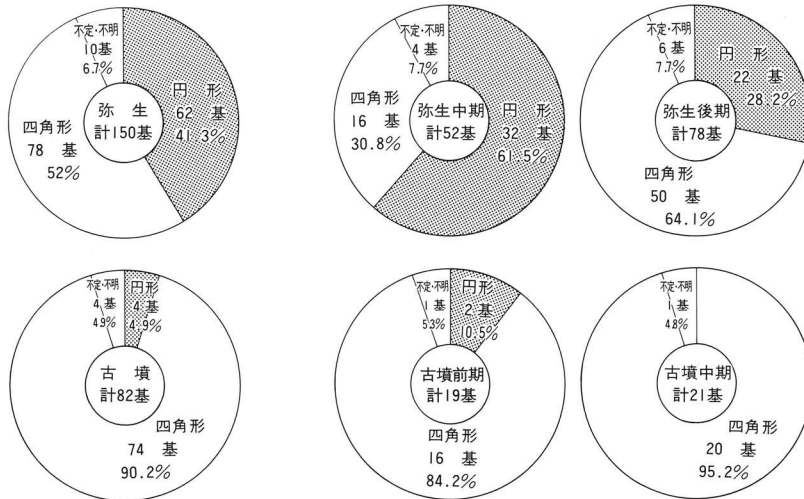 不定・不明
10基
6.7%
円形
62基
41.3%
弥生
計150基
四角形
78基
52%
不定・不明
4基
7.7%
円形
32基
61.5%
弥生中期
計52基
四角形
16基
30.8%
不定・不明
6基
7.7%
円形
22基
28.2%
弥生後期
計78基
四角形
50基
64.1%
不定・不明
4基
4.9%
円形
4基
4.9%
古墳
計82基
四角形
74基
90.2%
不定・不明
1基
5.3%
円形
2基
10.5%
古墳前期
計19基
四角形
16基
84.2%
不定・不明
1基
4.8%
古墳中期
計21基
四角形
20基
95.2%